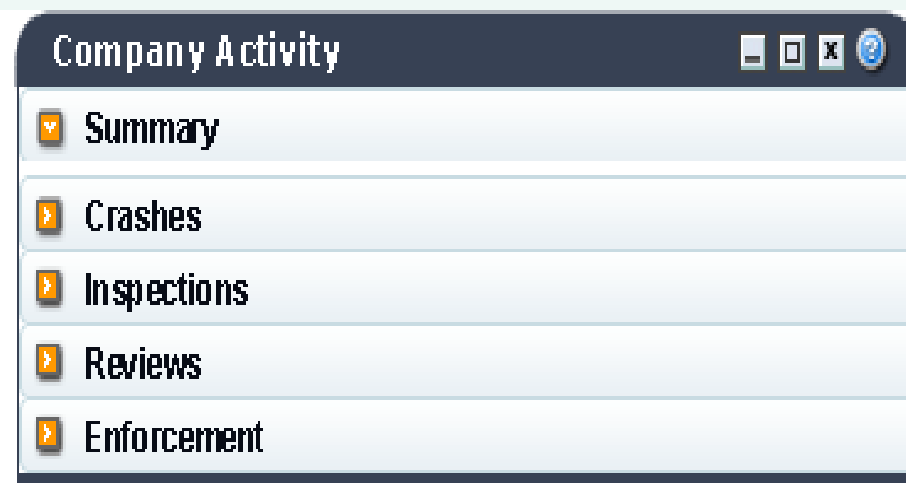 Company Activity
Summary
Crashes
Inspections
Reviews
Enforcement